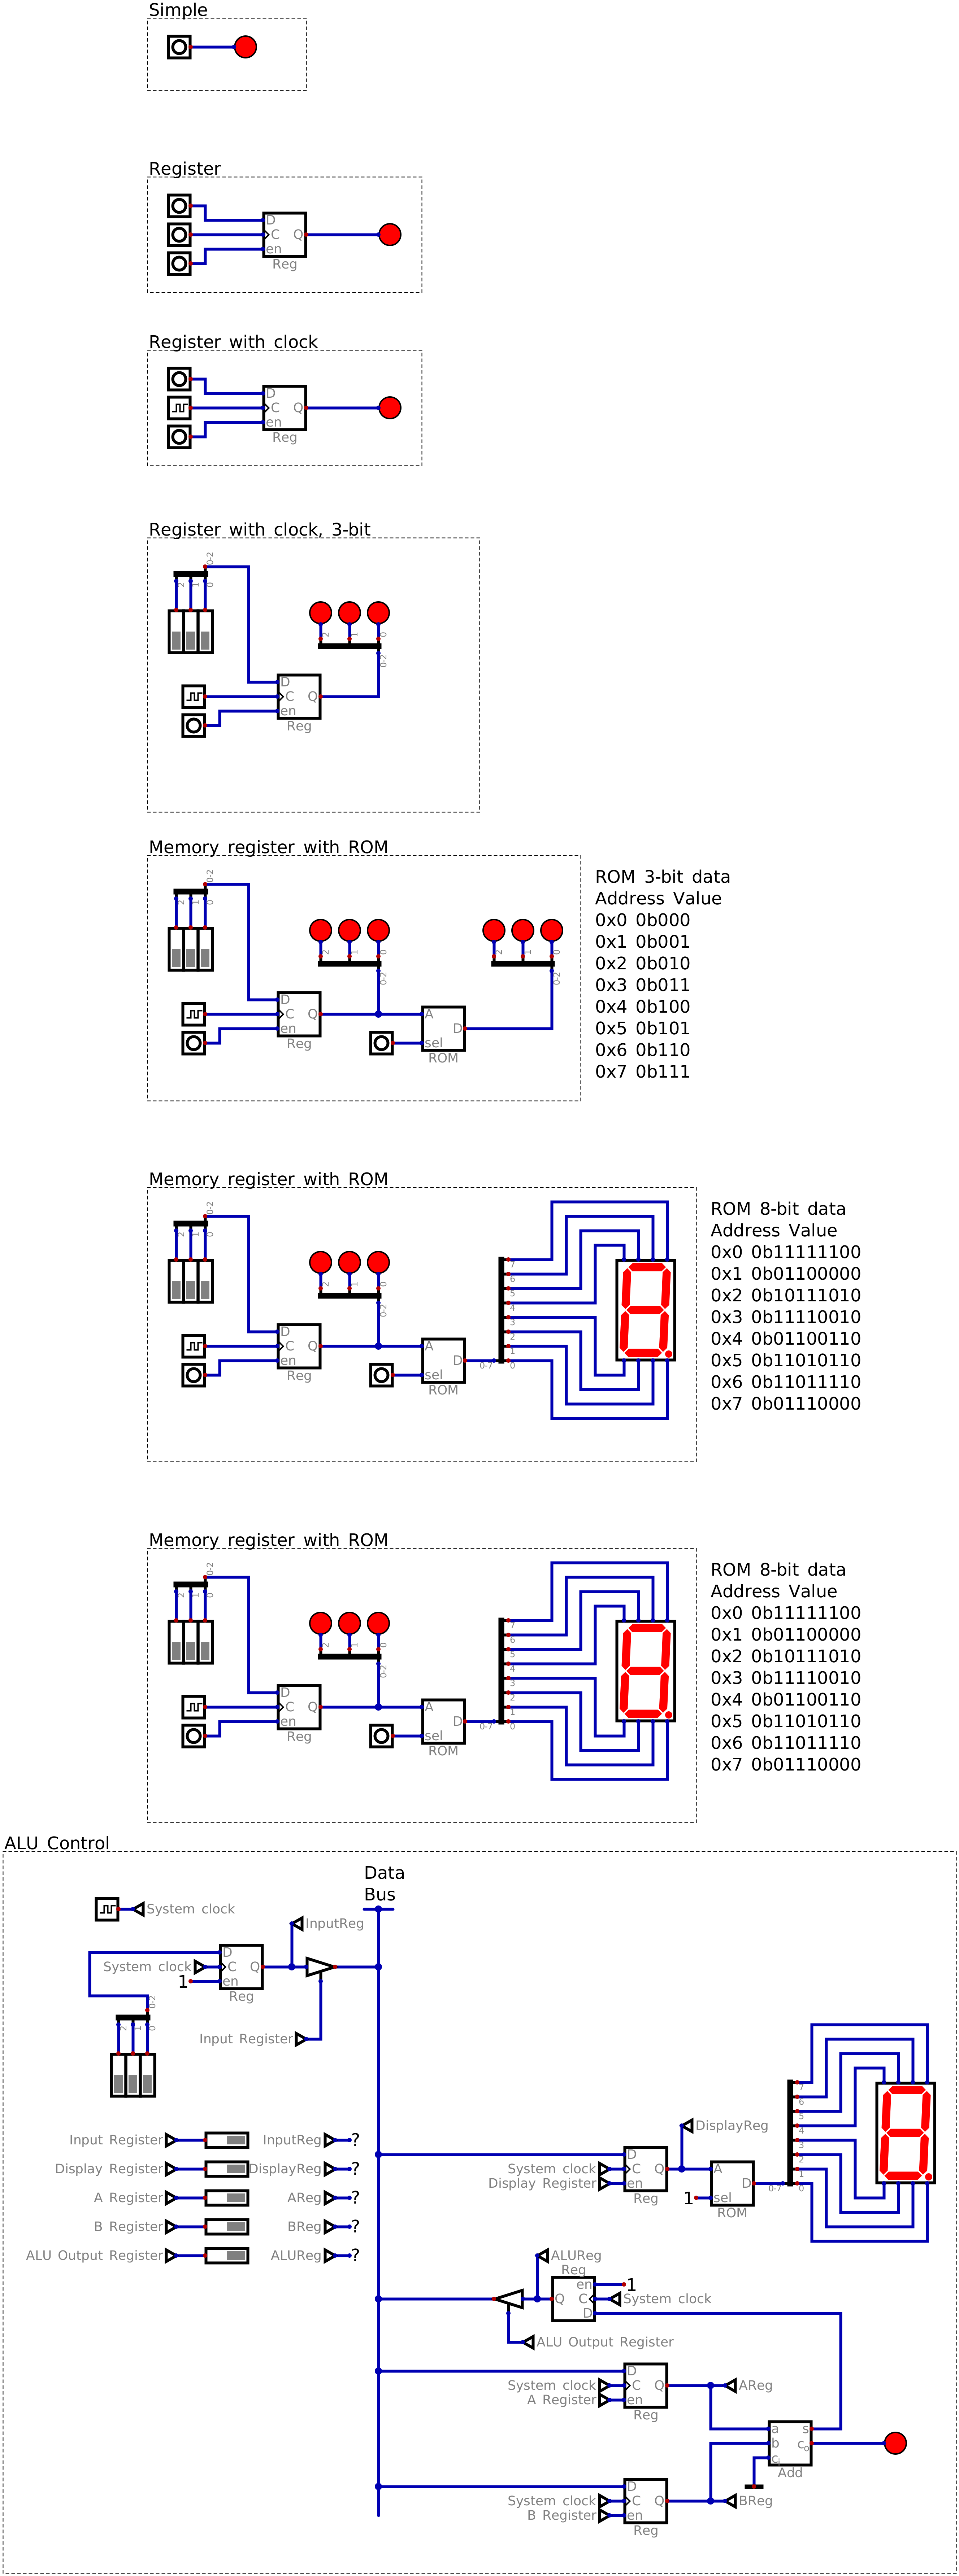 Simple
Register
D
C Q
en
Reg
Register with clock
D
C Q
en
Reg
Register with clock, 3-bit
0-2
2 1 0
2 1 0
0-2
D
C Q
en
Reg
Memory register with ROM
0-2
2 1 0
2 1 0
0-2
2 1 0
0-2
D
C Q
en
Reg
A
D
sel
ROM
ROM 3-bit data
Address Value
0x0 0b000
0x1 0b001
0x2 0b010
0x3 0b011
0x4 0b100
0x5 0b101
0x6 0b110
0x7 0b111
Memory register with ROM
0-2
2 1 0
2 1 0
0-2
D
C Q
en
Reg
A
D
sel
ROM
0-7
7
6
5
4
3
2
1
0
ROM 8-bit data
Address Value
0x0 0b11111100
0x1 0b01100000
0x2 0b10111010
0x3 0b11110010
0x4 0b01100110
0x5 0b11010110
0x6 0b11011110
0x7 0b01110000
Memory register with ROM
0-2
2 1 0
2 1 0
0-2
D
C Q
en
Reg
A
D
sel
ROM
0-7
7
6
5
4
3
2
1
0
ROM 8-bit data
Address Value
0x0 0b11111100
0x1 0b01100000
0x2 0b10111010
0x3 0b11110010
0x4 0b01100110
0x5 0b11010110
0x6 0b11011110
0x7 0b01110000
ALU Control
Data
Bus
System clock
InputReg
D
System clock C Q
1 en
Reg
0-2
2 1 0
Input Register
Input Register InputReg ?
Display Register DisplayReg ?
A Register AReg ?
B Register BReg ?
ALU Output Register ALUReg ?
DisplayReg
D
System clock C Q
Display Register en
Reg
A
D
1 sel
ROM
0-7
7
6
5
4
3
2
1
0
ALUReg
Reg
en 1
Q C System clock
D
ALU Output Register
D
System clock C Q AReg
A Register en
Reg
a s
b co
ci
Add
D
System clock C Q BReg
B Register en
Reg